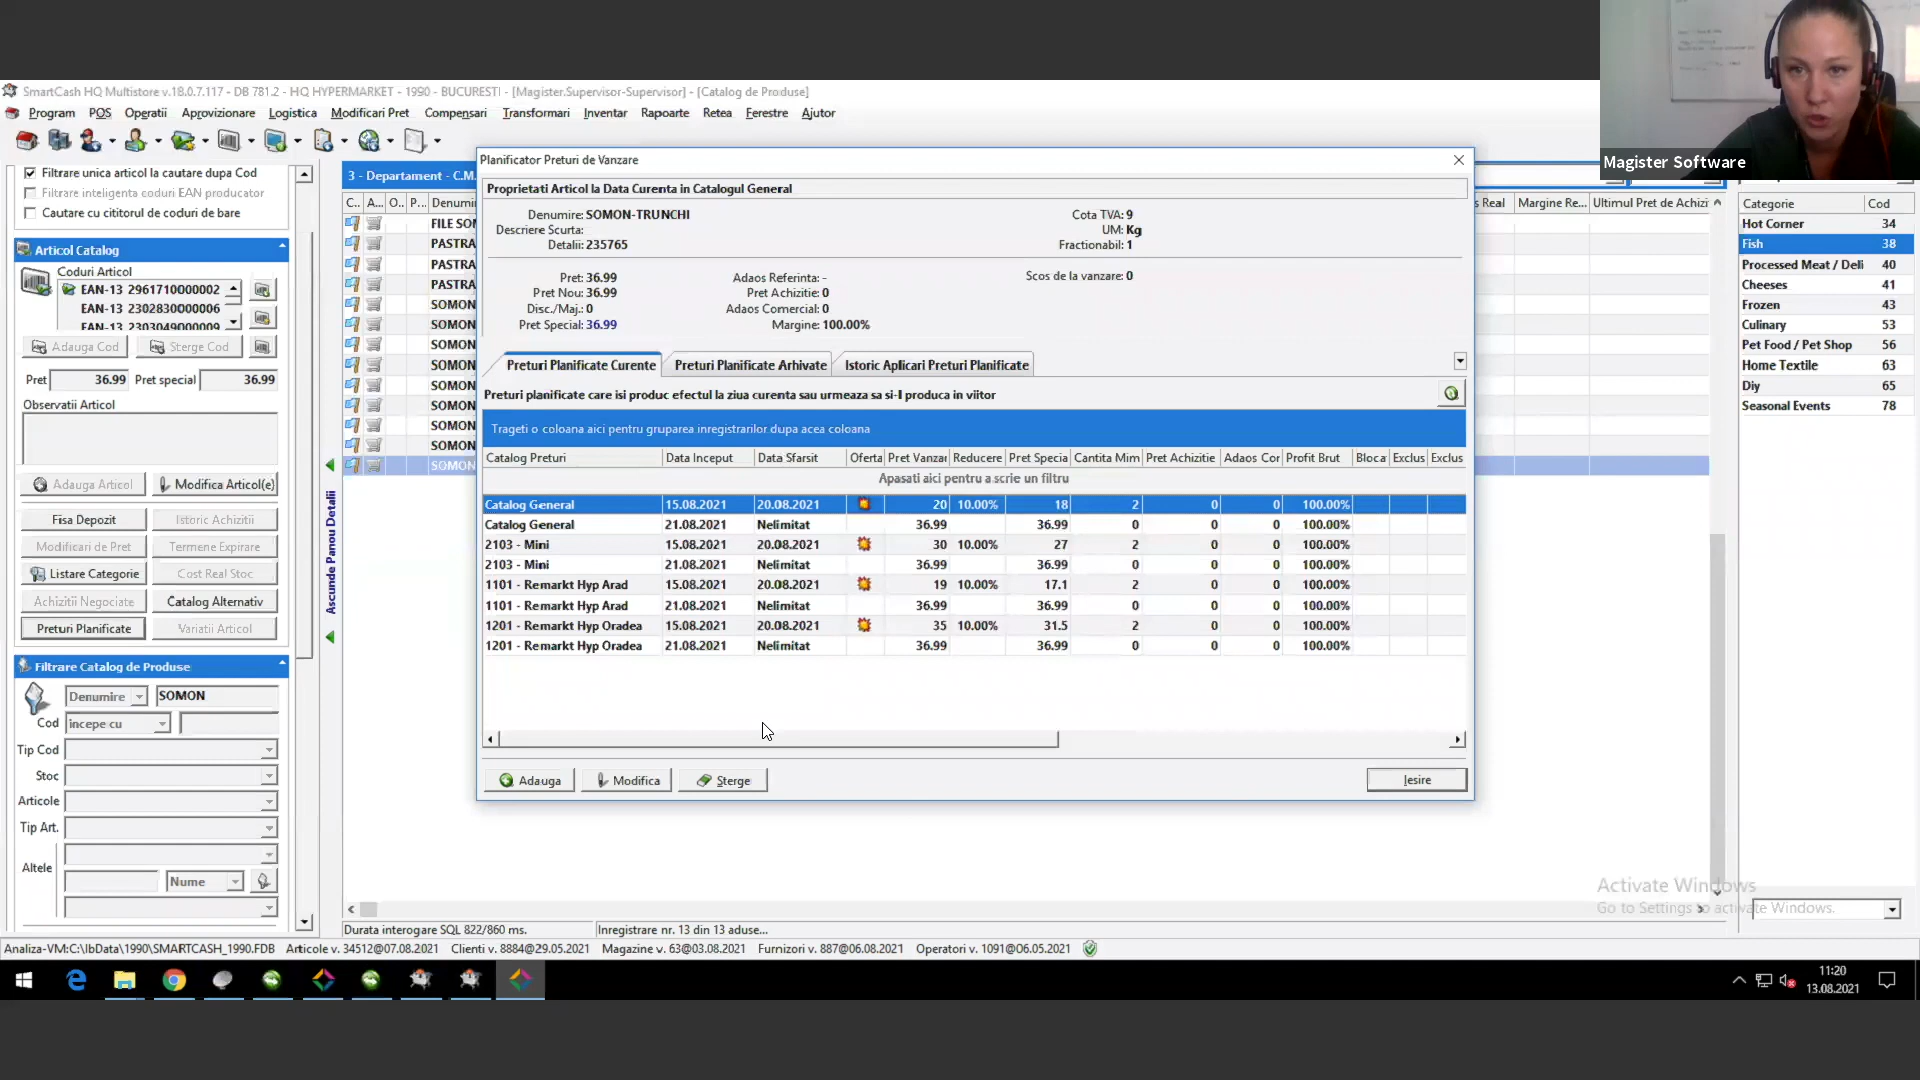 Magister Software
SmartCash HQ Multistore v.18.0.7.117 - DB 781.2 - HQ HYPERMARKET - 1990 - BUCURESTI - [Magister.Supervisor-Supervisor] - [Catalog de Produse]
Program POS Operatii Aprovizionare Logistica Modificari Pret Compensari Transformari Inventar Rapoarte Retea Ferestre Ajutor
Filtrare unica articol la cautare dupa Cod
Filtrare inteligenta coduri EAN producator
Cautare cu cititorul de coduri de bare
Articol Catalog
Coduri Articol
EAN-13 2961710000002
EAN-13 2302830000006
EAN-13 2303049000009
Adauga Cod Sterge Cod
Pret 36.99 Pret special 36.99
Observatii Articol
Adauga Articol Modifica Articol(e)
Fisa Depozit Istoric Achizitii
Modificari de Pret Termene Expirare
Listare Categorie Cost Real Stoc
Achizitii Negociate Catalog Alternativ
Preturi Planificate Variatii Articol
Filtrare Catalog de Produse
Denumire SOMON
Cod incepe cu
Tip Cod
Stoc
Articole
Tip Art.
Altele
Nume
Ascunde Panou Detalii
3 - Departament - C.M.
C.. A... O.. P... Denumi
FILE SOM
PASTRA
PASTRA
PASTRA
SOMON
SOMON
SOMON
SOMON
SOMON
SOMON
SOMON
SOMON
SOMON
Planificator Preturi de Vanzare
Proprietati Articol la Data Curenta in Catalogul General
Denumire: SOMON-TRUNCHI Cota TVA: 9
Descriere Scurta: UM: Kg
Detalii: 235765 Fractionabil: 1
Pret: 36.99 Adaos Referinta: - Scos de la vanzare: 0
Pret Nou: 36.99 Pret Achizitie: 0
Disc./Maj.: 0 Adaos Comercial: 0
Pret Special: 36.99 Margine: 100.00%
Preturi Planificate Curente Preturi Planificate Arhivate Istoric Aplicari Preturi Planificate
Preturi planificate care isi produc efectul la ziua curenta sau urmeaza sa si-l produca in viitor
Trageti o coloana aici pentru gruparea inregistrarilor dupa acea coloana
Catalog Preturi Data Inceput Data Sfarsit Oferta Pret Vanzar Reducere Pret Specia Cantita Mim Pret Achizitie Adaos Cor Profit Brut Bloca Exclus Exclus
Apasati aici pentru a scrie un filtru
Catalog General 15.08.2021 20.08.2021 20 10.00% 18 2 0 0 100.00%
Catalog General 21.08.2021 Nelimitat 36.99 36.99 0 0 0 100.00%
2103 - Mini 15.08.2021 20.08.2021 30 10.00% 27 2 0 0 100.00%
2103 - Mini 21.08.2021 Nelimitat 36.99 36.99 0 0 0 100.00%
1101 - Remarkt Hyp Arad 15.08.2021 20.08.2021 19 10.00% 17.1 2 0 0 100.00%
1101 - Remarkt Hyp Arad 21.08.2021 Nelimitat 36.99 36.99 0 0 0 100.00%
1201 - Remarkt Hyp Oradea 15.08.2021 20.08.2021 35 10.00% 31.5 2 0 0 100.00%
1201 - Remarkt Hyp Oradea 21.08.2021 Nelimitat 36.99 36.99 0 0 0 100.00%
Adauga Modifica Sterge Iesire
s Real Margine Re... Ultimul Pret de Achizi
Categorie Cod
Hot Corner 34
Fish 38
Processed Meat / Deli 40
Cheeses 41
Frozen 43
Culinary 53
Pet Food / Pet Shop 56
Home Textile 63
Diy 65
Seasonal Events 78
Activate Windows
Go to Settings to activate Windows.
Durata interogare SQL 822/860 ms. Inregistrare nr. 13 din 13 aduse...
Analiza-VM:C:\IbData\1990\SMARTCASH_1990.FDB Articole v. 34512@07.08.2021 Clienti v. 8884@29.05.2021 Magazine v. 63@03.08.2021 Furnizori v. 887@06.08.2021 Operatori v. 1091@06.05.2021
11:20
13.08.2021